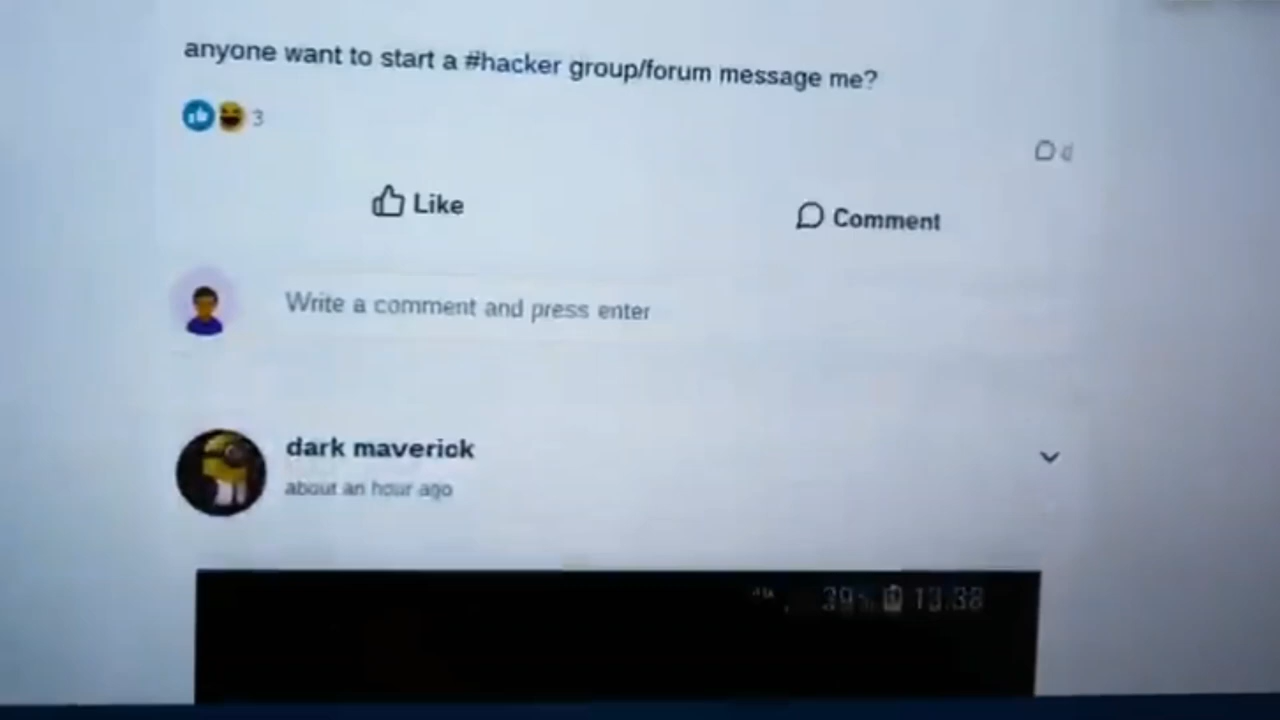 anyone want to start a #hacker group/forum message me?
3
Like
Comment
Write a comment and press enter
dark maverick
about an hour ago
39% 13:38